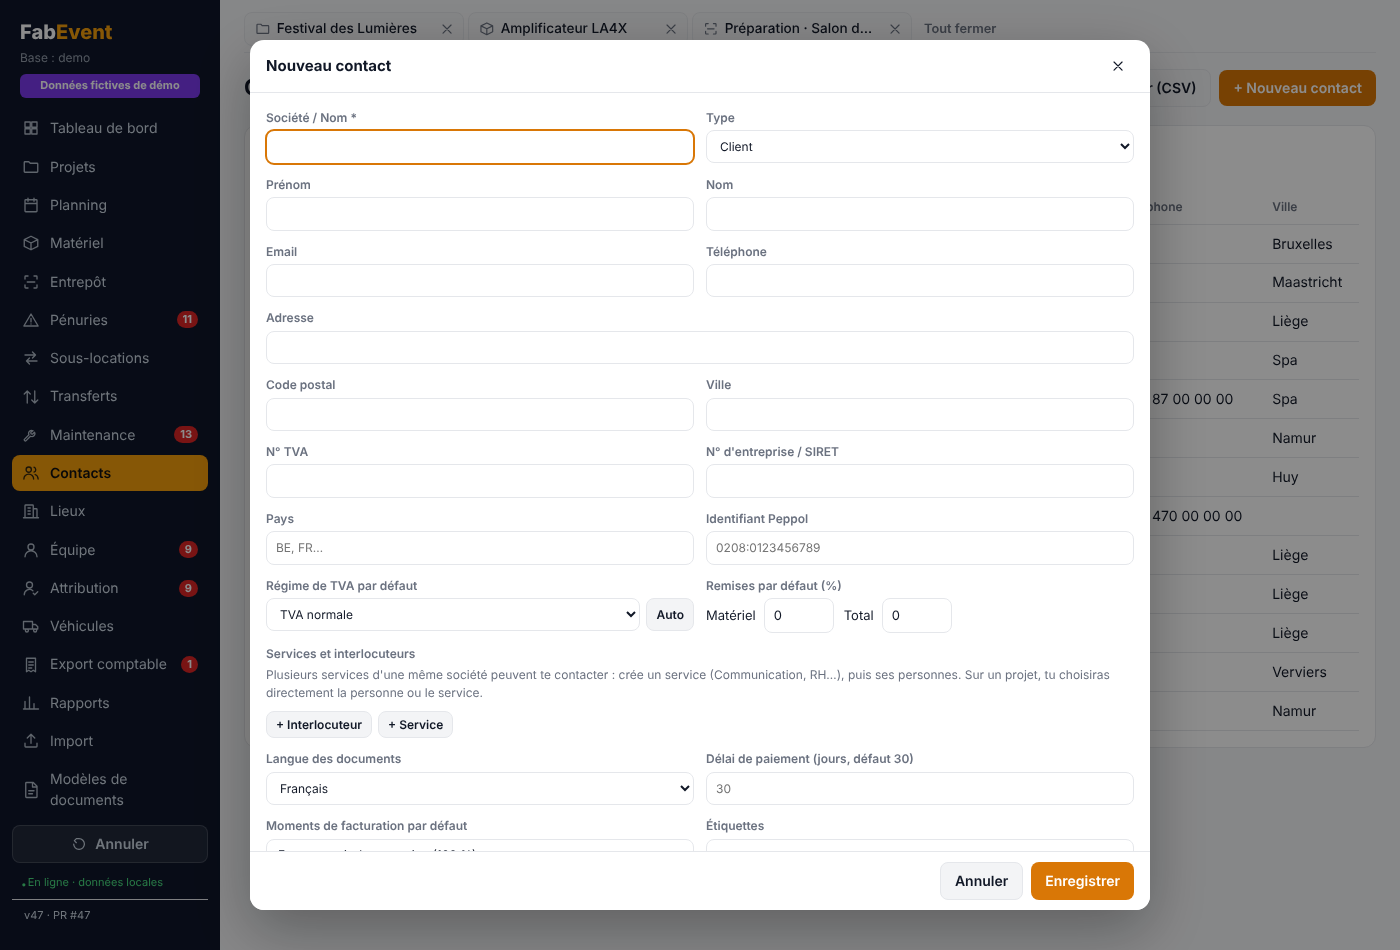 FabEvent
Base : demo
Données fictives de démo
Tableau de bord
Projets
Planning
Matériel
Entrepôt
Pénuries 11
Sous-locations
Transferts
Maintenance 13
Contacts
Lieux
Équipe 9
Attribution 9
Véhicules
Export comptable 1
Rapports
Import
Modèles de
documents
Annuler
En ligne · données locales
v47 · PR #47
Festival des Lumières
Amplificateur LA4X
Préparation · Salon d...
Tout fermer
(CSV)
+ Nouveau contact
Nouveau contact
Société / Nom *
Type
Client
Prénom
Nom
Email
Téléphone
Adresse
Code postal
Ville
N° TVA
N° d'entreprise / SIRET
Pays
BE, FR...
Identifiant Peppol
0208:0123456789
Régime de TVA par défaut
TVA normale
Auto
Remises par défaut (%)
Matériel 0 Total 0
Services et interlocuteurs
Plusieurs services d'une même société peuvent te contacter : crée un service (Communication, RH...), puis ses personnes. Sur un projet, tu choisiras
directement la personne ou le service.
+ Interlocuteur
+ Service
Langue des documents
Français
Délai de paiement (jours, défaut 30)
30
Moments de facturation par défaut
Étiquettes
Annuler
Enregistrer
Ville
Bruxelles
Maastricht
Liège
Spa
87 00 00 00 Spa
Namur
Huy
470 00 00 00
Liège
Liège
Liège
Verviers
Namur